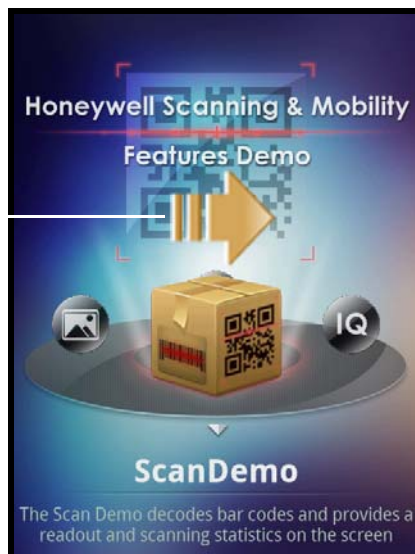 Honeywell Scanning & Mobility
Features Demo
IQ
ScanDemo
The Scan Demo decodes bar codes and provides a
readout and scanning statistics on the screen